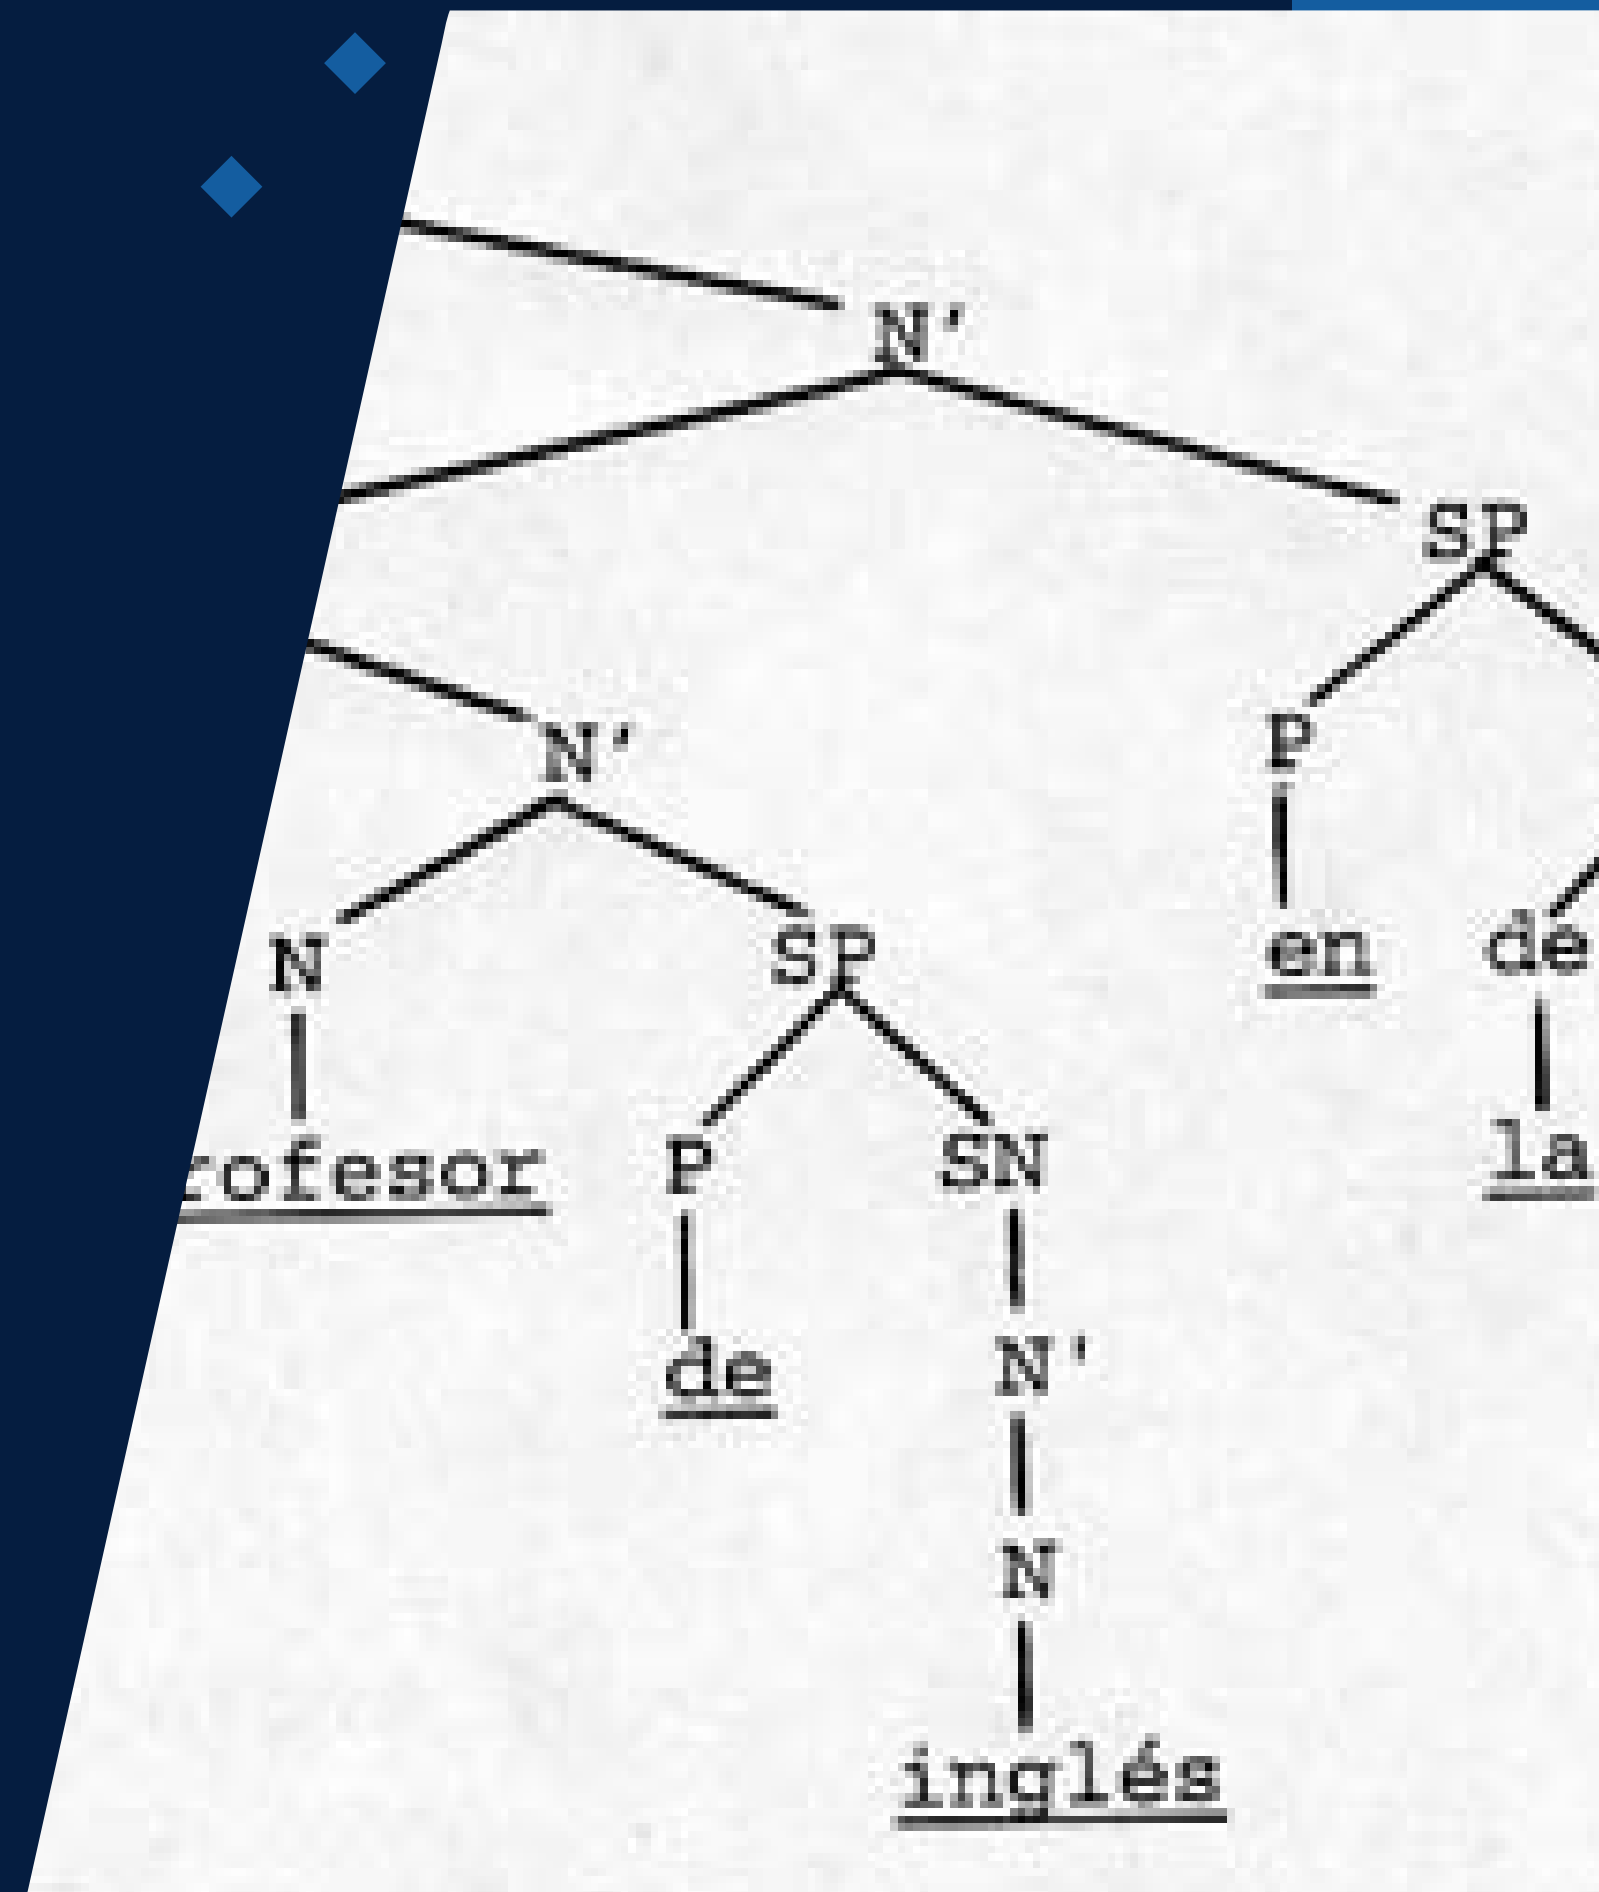 N'
SP
N' P
N SP en de
rofesor P SN la
de N'
N
inglés